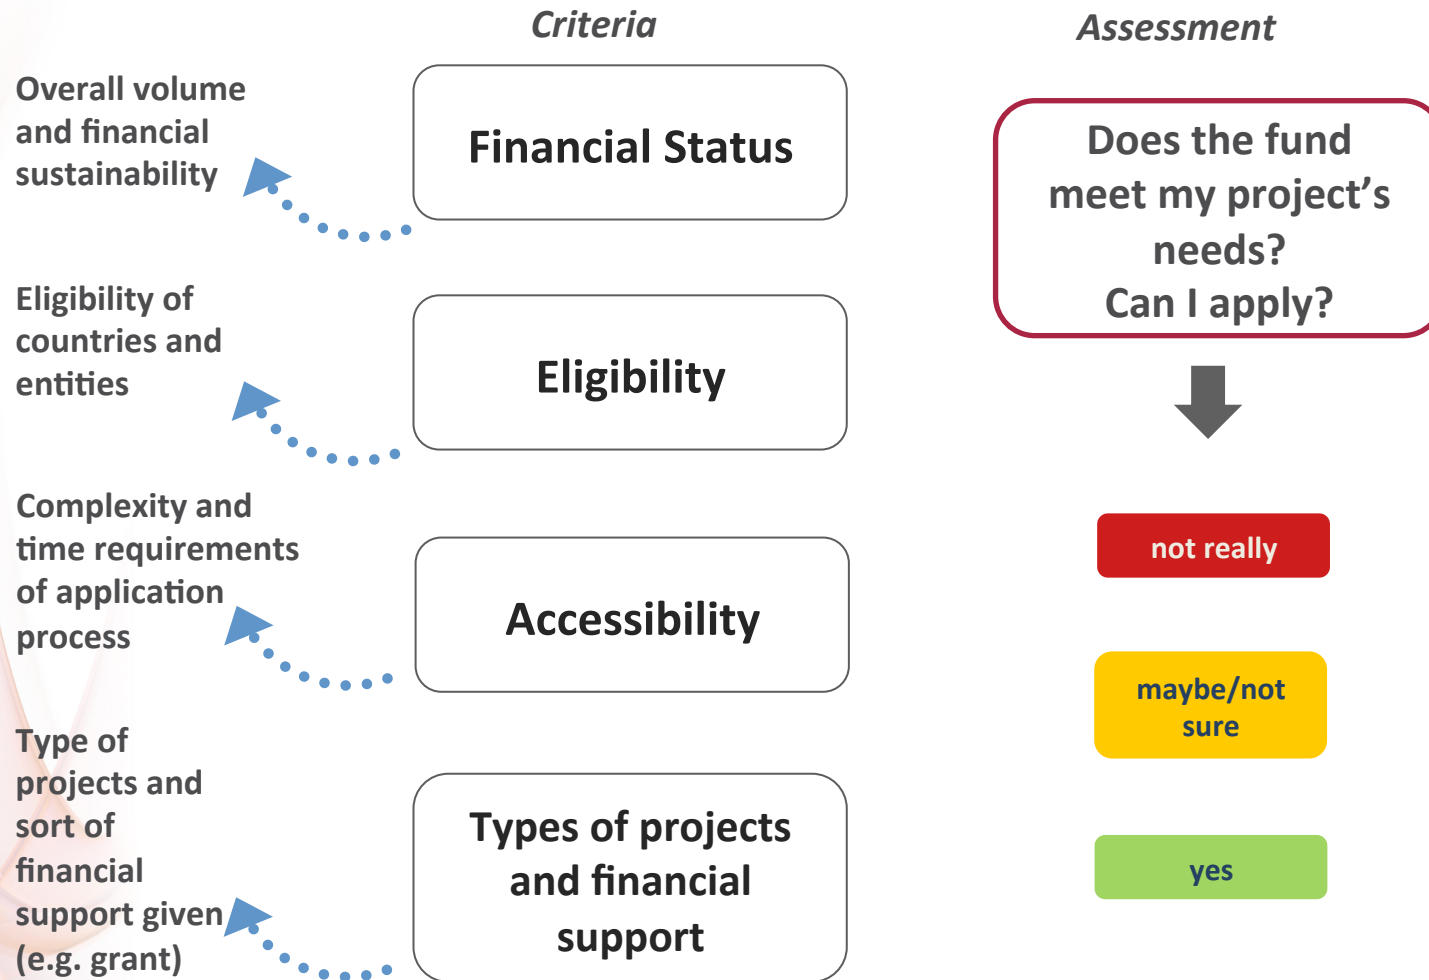 Criteria
Assessment
Overall volume
and financial
sustainability
Financial Status
Does the fund
meet my project’s
needs?
Can I apply?
Eligibility of
countries and
entities
Eligibility
Complexity and
time requirements
of application
process
Accessibility
not really
maybe/not
sure
Type of
projects and
sort of
financial
support given
(e.g. grant)
Types of projects
and financial
support
yes